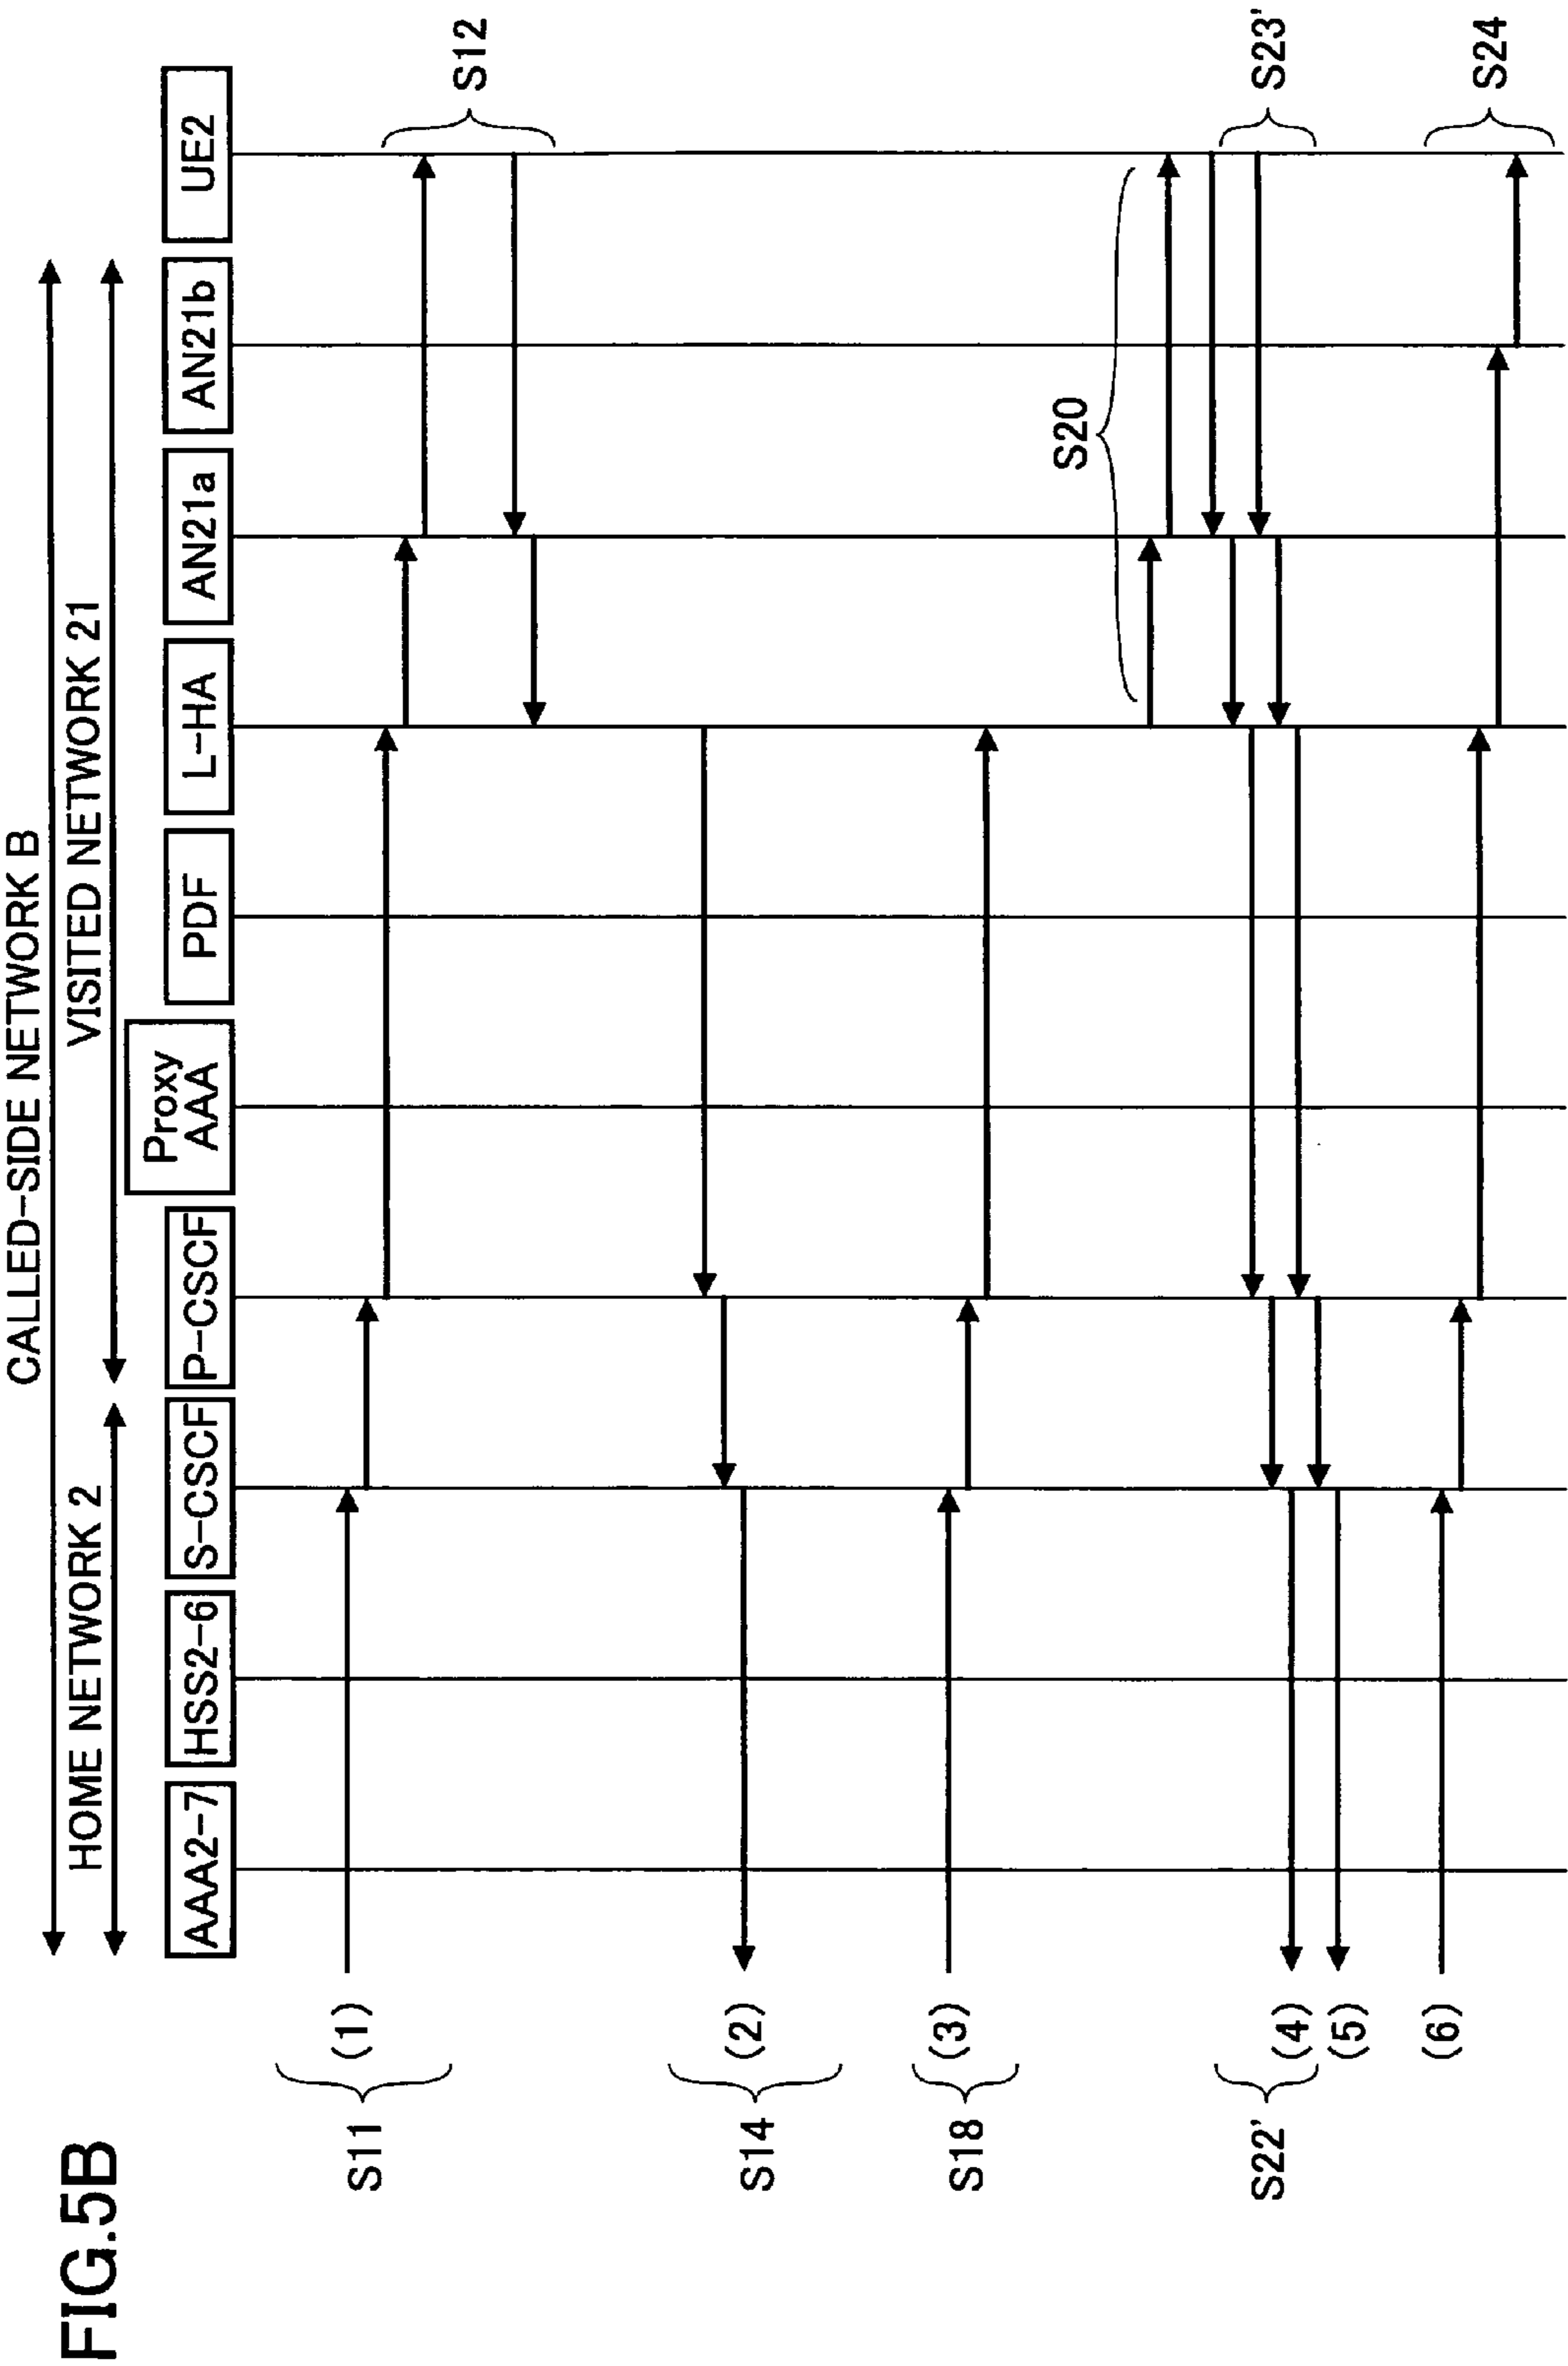 FIG.5B
CALLED-SIDE NETWORK B
HOME NETWORK 2
VISITED NETWORK 21
AAA2-7
HSS2-6
S-CSCF
P-CSCF
Proxy
AAA
PDF
L-HA
AN21a
AN21b
UE2
S11
(1)
S12
S14
(2)
S18
(3)
S20
S22'
(4)
(5)
S23'
(6)
S24